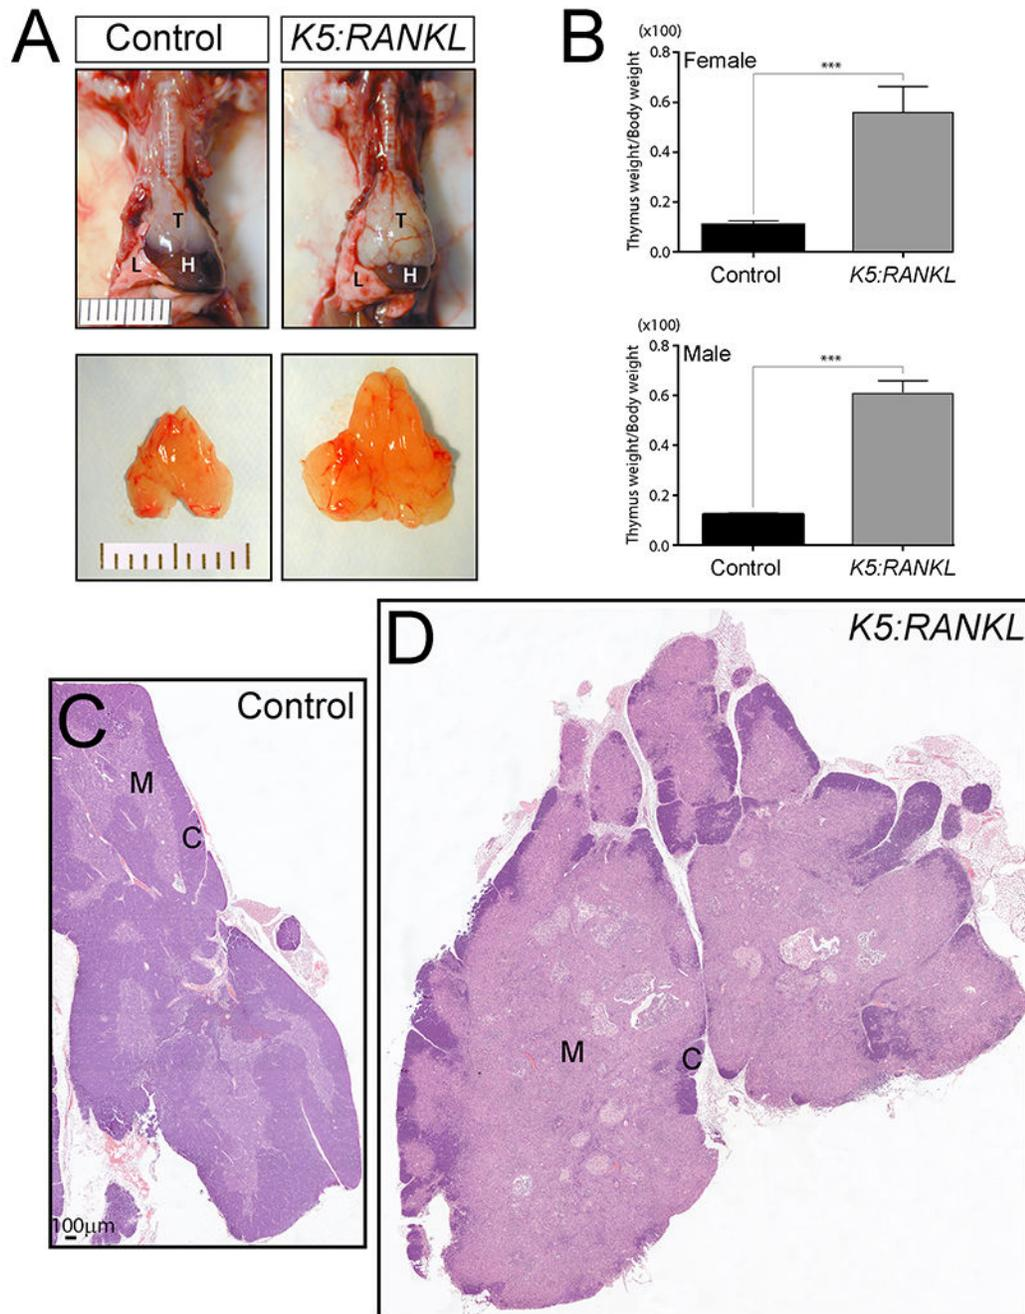 A
Control
K5:RANKL
T
L
H
T
L
H
B
(x100)
Female
***
Thymus weight/Body weight
0.8
0.6
0.4
0.2
0.0
Control
K5:RANKL
(x100)
Male
***
Thymus weight/Body weight
0.8
0.6
0.4
0.2
0.0
Control
K5:RANKL
C
Control
M
C
100μm
D
K5:RANKL
M
C